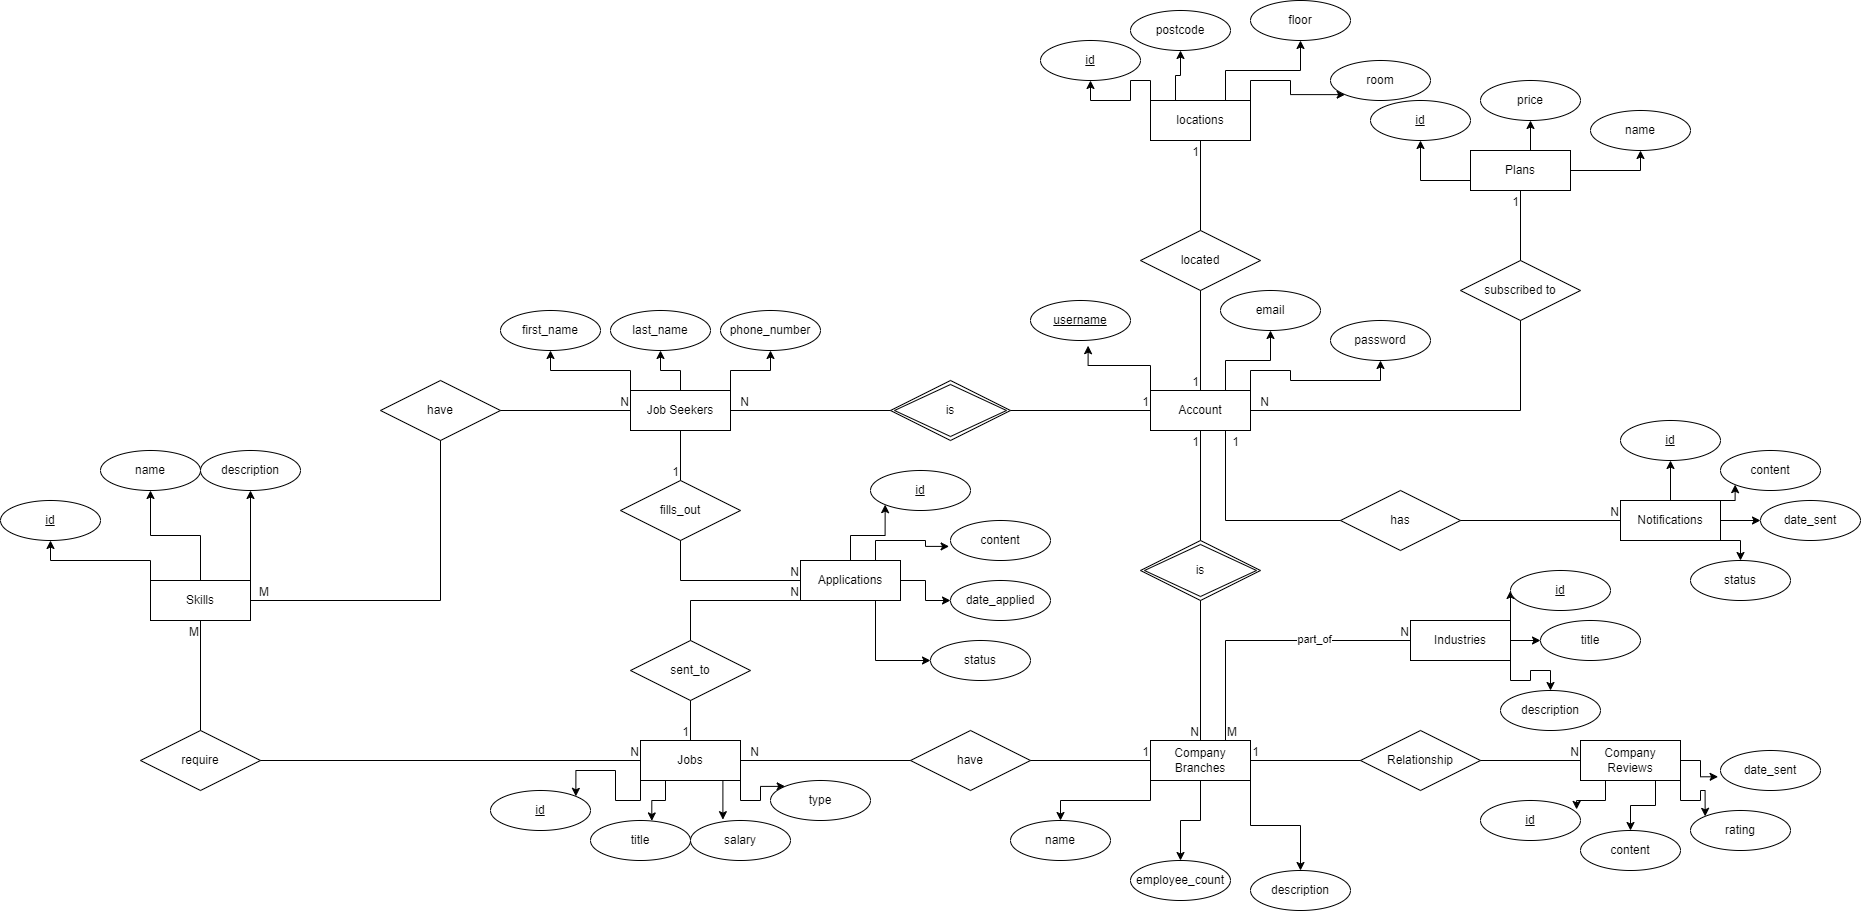 floor
postcode
id
room
price
id
locations
name
1
Plans
1
located
subscribed to
email
username
first_name
last_name
phone_number
password
1
N
N
1
N
have
Job Seekers
is
Account
1
1
id
name
description
1
content
id
fills_out
N
id
has
Notifications
date_sent
content
N
is
Applications
status
M
N
id
Skills
date_applied
M
N
part_of
Industries
title
status
sent_to
description
1
N
M
N
N
1
1
N
require
Jobs
have
Company
Branches
Relationship
Company
Reviews
date_sent
type
id
id
rating
title
salary
name
content
employee_count
description